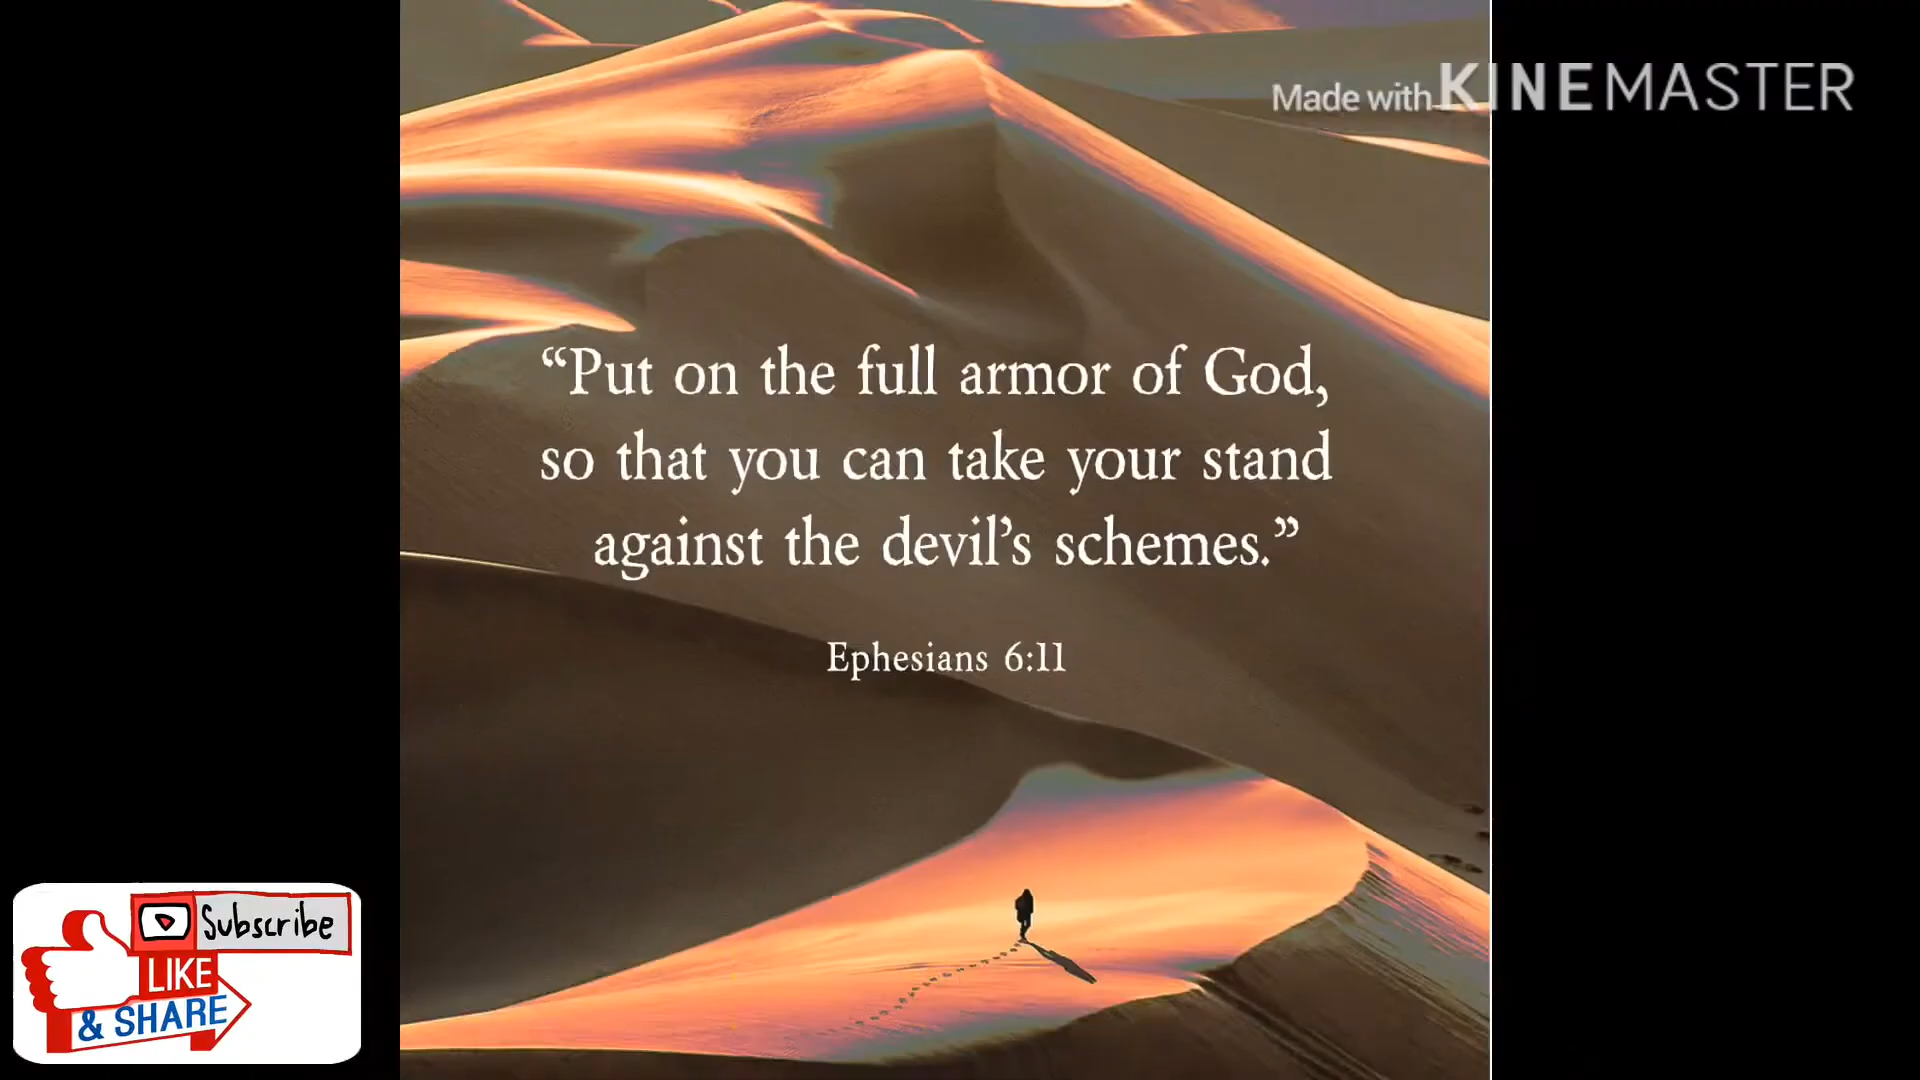 Made with KINEMASTER
“Put on the full armor of God,
so that you can take your stand
against the devil’s schemes.”
Ephesians 6:11
Subscribe
LIKE
& SHARE